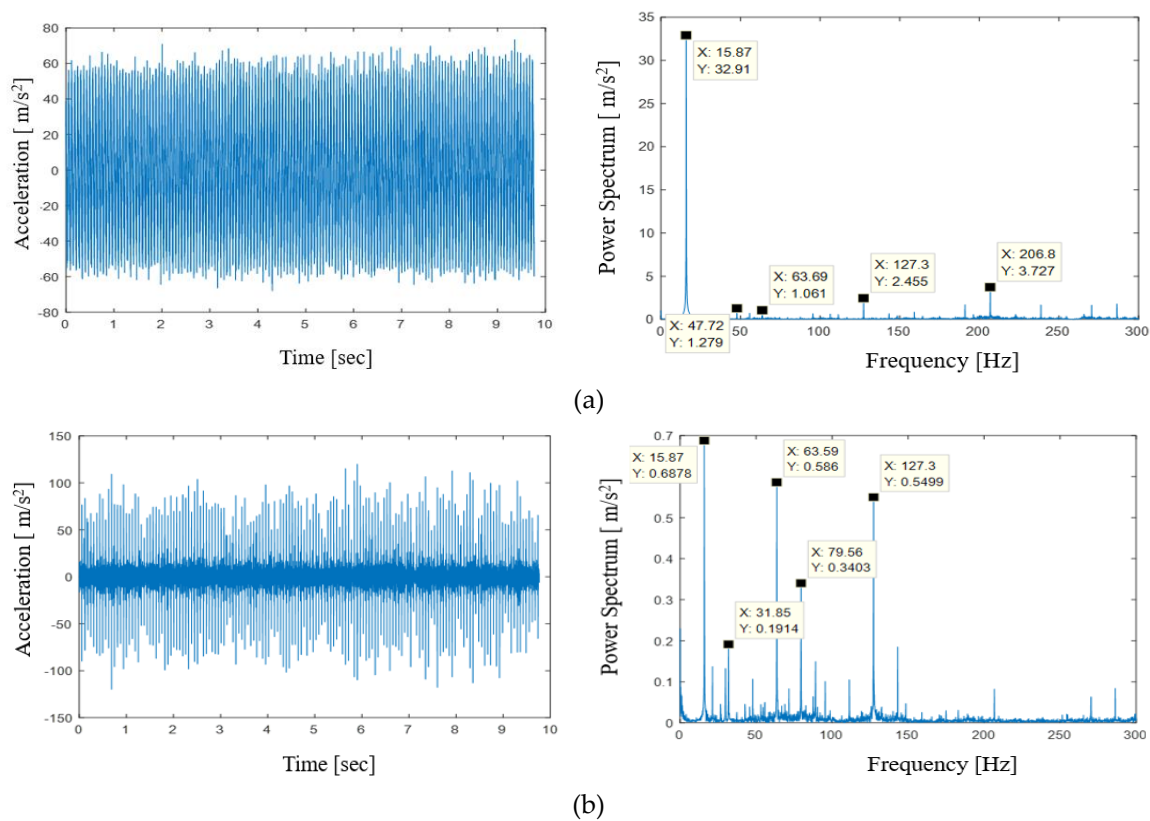 80
60
40
20
0
-20
-40
-60
-80
0 1 2 3 4 5 6 7 8 9 10
Acceleration [ m/s²]
Time [sec]
35
30
25
20
15
10
5
0
0 50 100 150 200 250 300
Power Spectrum [ m/s²]
Frequency [Hz]
X: 15.87
Y: 32.91
X: 47.72
Y: 1.279
X: 63.69
Y: 1.061
X: 127.3
Y: 2.455
X: 206.8
Y: 3.727
(a)
150
100
50
0
-50
-100
-150
0 1 2 3 4 5 6 7 8 9 10
Acceleration [ m/s²]
Time [sec]
0.7
0.5
0.4
0.3
0.2
0.1
0
0 50 100 150 200 250 300
Power Spectrum [ m/s²]
Frequency [Hz]
X: 15.87
Y: 0.6878
X: 31.85
Y: 0.1914
X: 63.59
Y: 0.586
X: 79.56
Y: 0.3403
X: 127.3
Y: 0.5499
(b)